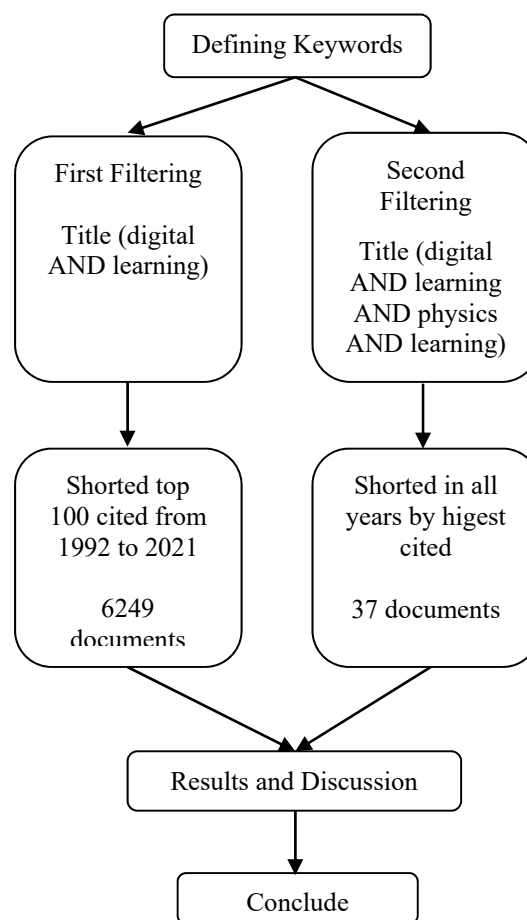 Defining Keywords
First Filtering
Title (digital
AND learning)
Second
Filtering
Title (digital
AND learning
AND physics
AND learning)
Shorted top
100 cited from
1992 to 2021
6249
documents
Shorted in all
years by higest
cited
37 documents
Results and Discussion
Conclude